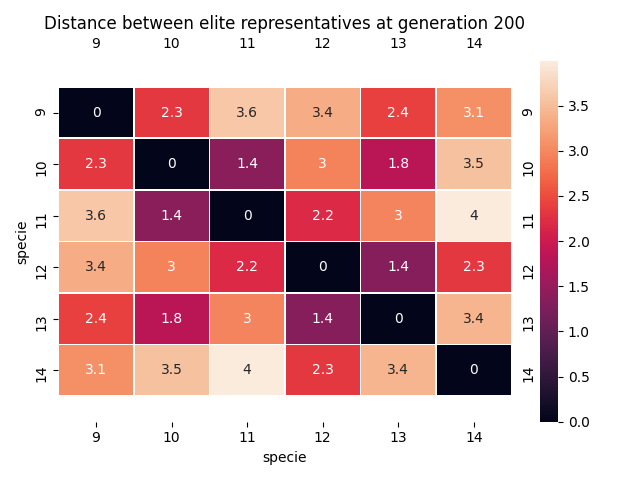 Distance between elite representatives at generation 200
9 10 11 12 13 14
9 0 2.3 3.6 3.4 2.4 3.1 9
10 2.3 0 1.4 3 1.8 3.5 10
11 3.6 1.4 0 2.2 3 4 11
12 3.4 3 2.2 0 1.4 2.3 12
13 2.4 1.8 3 1.4 0 3.4 13
14 3.1 3.5 4 2.3 3.4 0 14
9 10 11 12 13 14
specie
specie
3.5
3.0
2.5
2.0
1.5
1.0
0.5
0.0